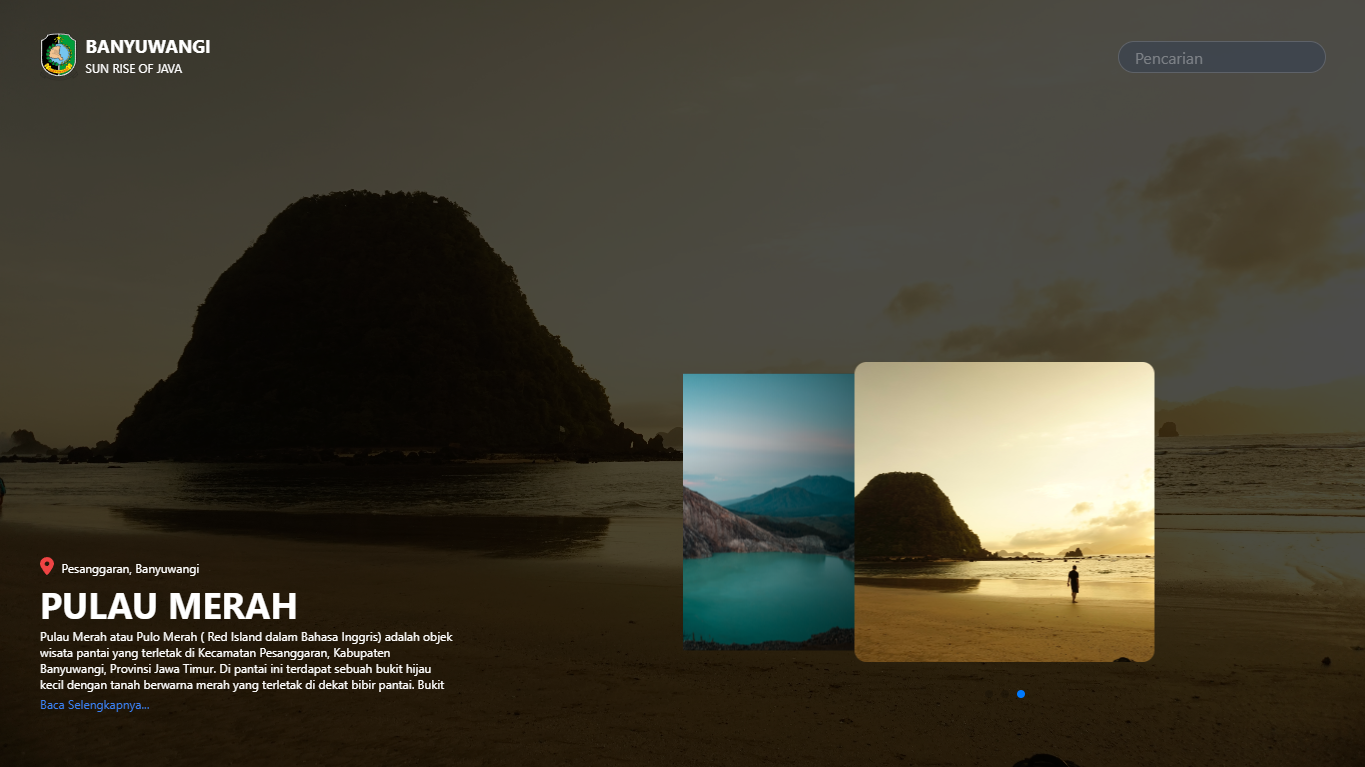 BANYUWANGI
SUN RISE OF JAVA
Pencarian
Pesanggaran, Banyuwangi
PULAU MERAH
Pulau Merah atau Pulo Merah ( Red Island dalam Bahasa Inggris) adalah objek
wisata pantai yang terletak di Kecamatan Pesanggaran, Kabupaten
Banyuwangi, Provinsi Jawa Timur. Di pantai ini terdapat sebuah bukit hijau
kecil dengan tanah berwarna merah yang terletak di dekat bibir pantai. Bukit
Baca Selengkapnya...